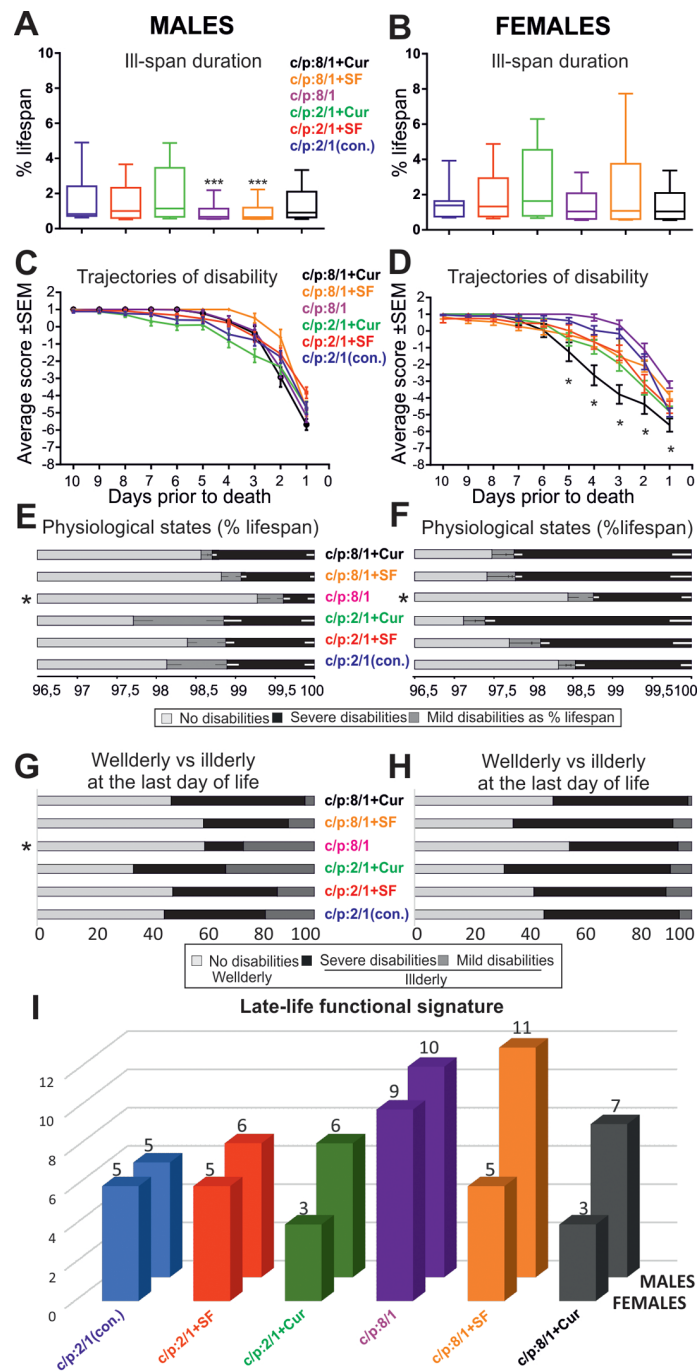 A MALES
B FEMALES
Ill-span duration
c/p:8/1+Cur
c/p:8/1+SF
c/p:8/1
c/p:2/1+Cur
c/p:2/1+SF
c/p:2/1(con.)
Ill-span duration
% lifespan
10
8
6
4
2
0
*** ***
% lifespan
10
8
6
4
2
0
C Trajectories of disability
c/p:8/1+Cur
c/p:8/1+SF
c/p:8/1
c/p:2/1+Cur
c/p:2/1+SF
c/p:2/1(con.)
D Trajectories of disability
Average score ±SEM
2
1
0
-1
-2
-3
-4
-5
-6
-7
-8
10 9 8 7 6 5 4 3 2 1 0
Days prior to death
Average score ±SEM
2
1
0
-1
-2
-3
-4
-5
-6
-7
-8
* * * * *
10 9 8 7 6 5 4 3 2 1 0
Days prior to death
E Physiological states (% lifespan)
F Physiological states (%lifespan)
c/p:8/1+Cur
c/p:8/1+SF
* c/p:8/1 *
c/p:2/1+Cur
c/p:2/1+SF
c/p:2/1(con.)
96,5 97 97,5 98 98,5 99 99,5 100
96,5 97 97,5 98 98,5 99 99,5 100
No disabilities Severe disabilities Mild disabilities as % lifespan
G Wellderly vs illderly
at the last day of life
H Wellderly vs illderly
at the last day of life
c/p:8/1+Cur
c/p:8/1+SF
* c/p:8/1
c/p:2/1+Cur
c/p:2/1+SF
c/p:2/1(con.)
0 20 40 60 80 100
0 20 40 60 80 100
No disabilities Severe disabilities Mild disabilities
Wellderly Illderly
I Late-life functional signature
12
10
8
6
4
2
0
5 5
5 6
3 6
9 10
5 11
3 7
MALES
FEMALES
c/p:2/1(con.)
c/p:2/1+SF
c/p:2/1+Cur
c/p:8/1
c/p:8/1+SF
c/p:8/1+Cur